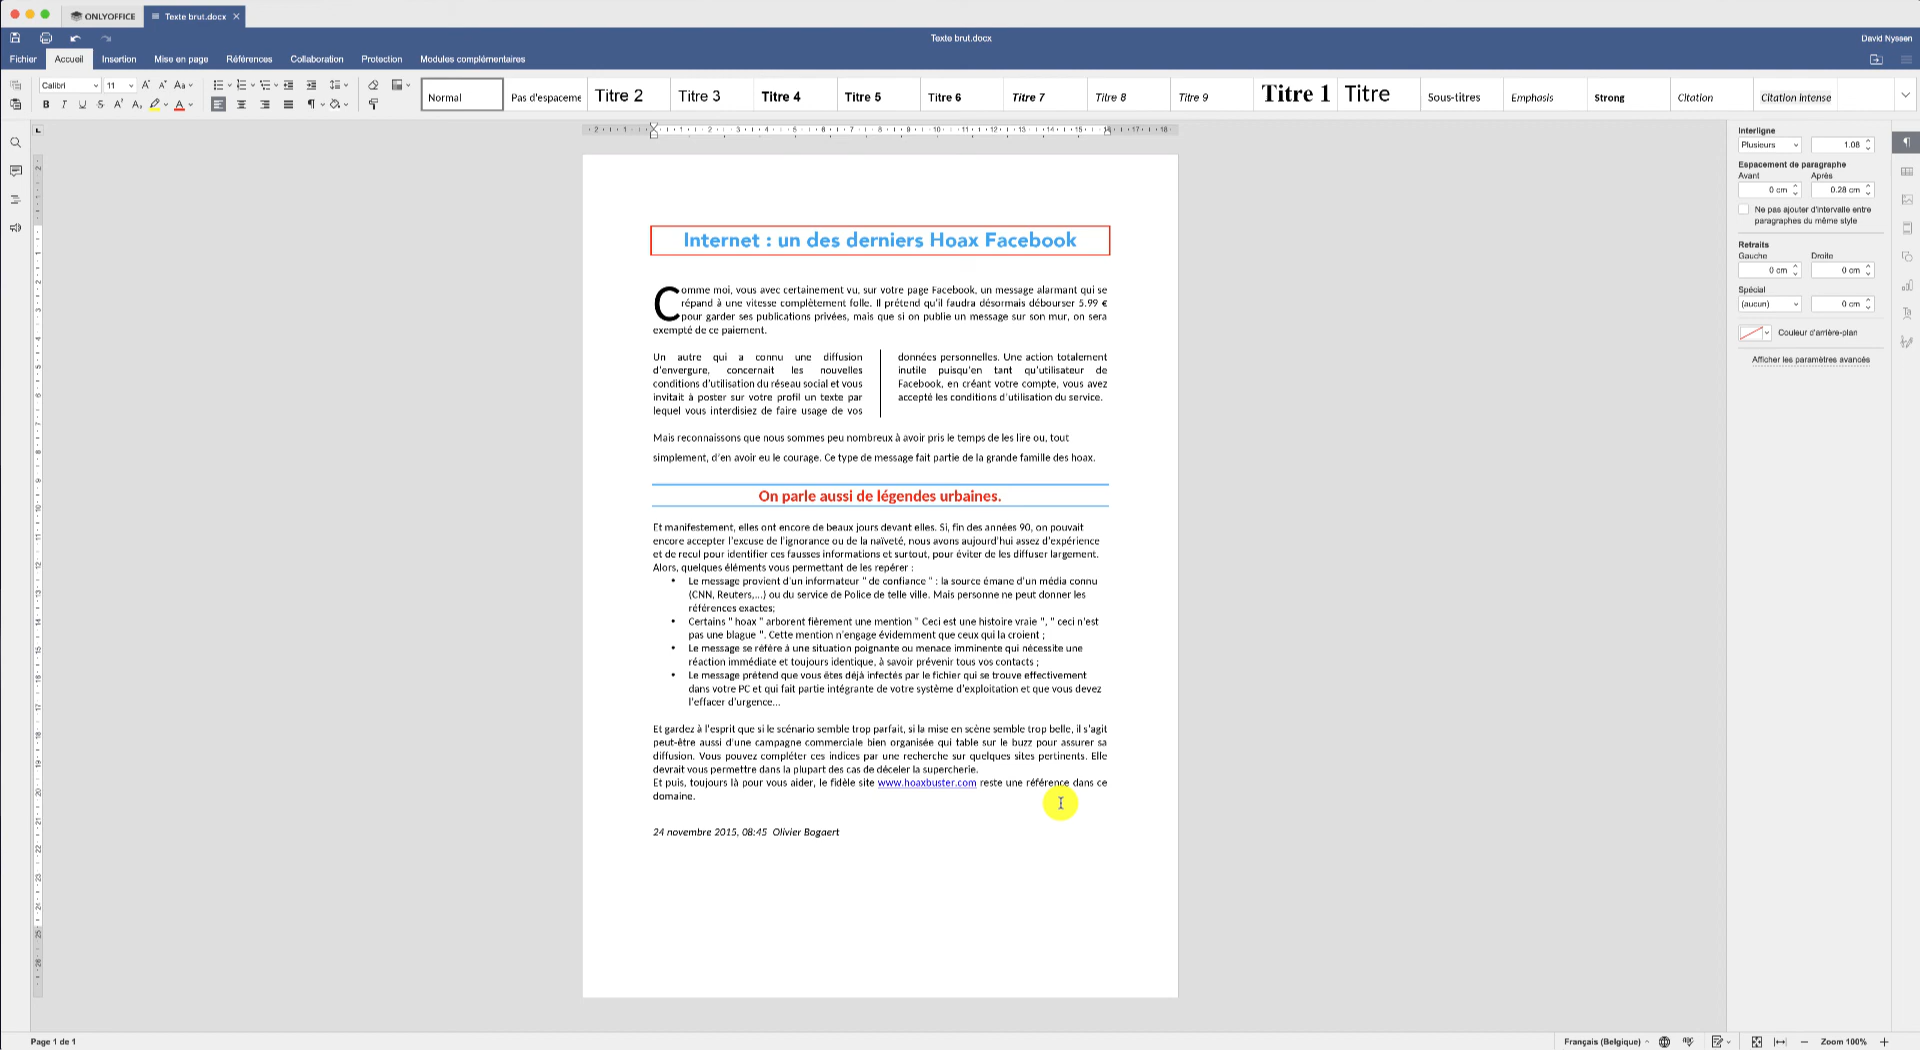 ONLYOFFICE
Texte brut.docx
Texte brut.docx
David Nyssen
Fichier Accueil Insertion Mise en page Références Collaboration Protection Modules complémentaires
Calibri 11
Normal Pas d'espaceme Titre 2 Titre 3 Titre 4 Titre 5 Titre 6 Titre 7 Titre 8 Titre 9 Titre 1 Titre Sous-titres Emphasis Strong Citation Citation intense
Internet : un des derniers Hoax Facebook
Comme moi, vous avec certainement vu, sur votre page Facebook, un message alarmant qui se
répand à une vitesse complètement folle. Il prétend qu'il faudra désormais débourser 5.99 €
pour garder ses publications privées, mais que si on publie un message sur son mur, on sera
exempté de ce paiement.
Un autre qui a connu une diffusion
d'envergure, concernait les nouvelles
conditions d'utilisation du réseau social et vous
invitait à poster sur votre profil un texte par
lequel vous interdisiez de faire usage de vos
données personnelles. Une action totalement
inutile puisqu'en tant qu'utilisateur de
Facebook, en créant votre compte, vous avez
accepté les conditions d'utilisation du service.
Mais reconnaissons que nous sommes peu nombreux à avoir pris le temps de les lire ou, tout
simplement, d'en avoir eu le courage. Ce type de message fait partie de la grande famille des hoax.
On parle aussi de légendes urbaines.
Et manifestement, elles ont encore de beaux jours devant elles. Si, fin des années 90, on pouvait
encore accepter l'excuse de l'ignorance ou de la naïveté, nous avons aujourd'hui assez d'expérience
et de recul pour identifier ces fausses informations et surtout, pour éviter de les diffuser largement.
Alors, quelques éléments vous permettant de les repérer :
• Le message provient d'un informateur " de confiance " : la source émane d'un média connu
(CNN, Reuters,...) ou du service de Police de telle ville. Mais personne ne peut donner les
références exactes;
• Certains " hoax " arborent fièrement une mention " Ceci est une histoire vraie ", " ceci n'est
pas une blague ". Cette mention n'engage évidemment que ceux qui la croient ;
• Le message se réfère à une situation poignante ou menace imminente qui nécessite une
réaction immédiate et toujours identique, à savoir prévenir tous vos contacts ;
• Le message prétend que vous êtes déjà infectés par le fichier qui se trouve effectivement
dans votre PC et qui fait partie intégrante de votre système d'exploitation et que vous devez
l'effacer d'urgence...
Et gardez à l'esprit que si le scénario semble trop parfait, si la mise en scène semble trop belle, il s'agit
peut-être aussi d'une campagne commerciale bien organisée qui table sur le buzz pour assurer sa
diffusion. Vous pouvez compléter ces indices par une recherche sur quelques sites pertinents. Elle
devrait vous permettre dans la plupart des cas de déceler la supercherie.
Et puis, toujours là pour vous aider, le fidèle site www.hoaxbuster.com reste une référence dans ce
domaine.
24 novembre 2015, 08:45 Olivier Bogaert
Interligne
Plusieurs 1.08
Espacement de paragraphe
Avant Après
0 cm 0.28 cm
Ne pas ajouter d'intervalle entre
paragraphes du même style
Retraits
Gauche Droite
0 cm 0 cm
Spécial
(aucun) 0 cm
Couleur d'arrière-plan
Afficher les paramètres avancés
Page 1 de 1
Français (Belgique) Zoom 100%